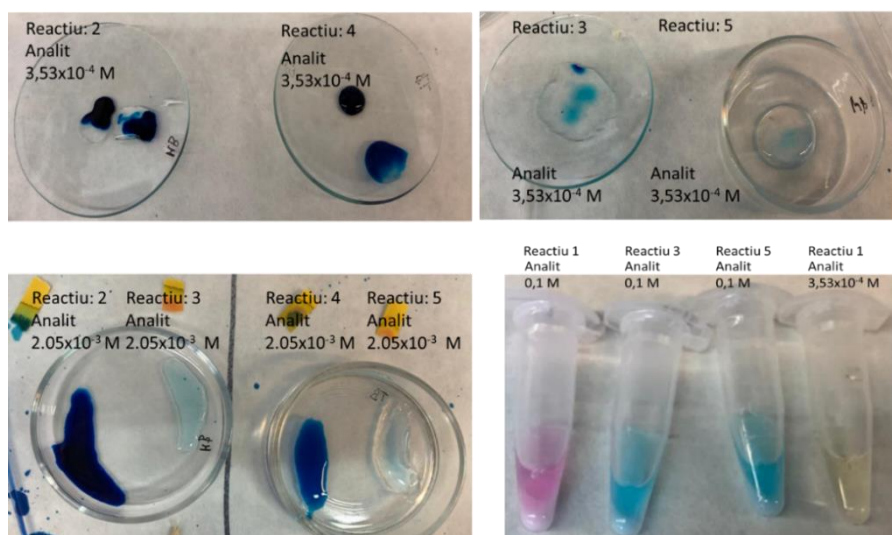 Reactiu: 2
Analit
3,53x10⁻⁴ M
Reactiu: 4
Analit
3,53x10⁻⁴ M
Reactiu: 3
Reactiu: 5
Analit
3,53x10⁻⁴ M
Analit
3,53x10⁻⁴ M
Reactiu: 2
Analit
2.05x10⁻³ M
Reactiu: 3
Analit
2.05x10⁻³ M
Reactiu: 4
Analit
2.05x10⁻³ M
Reactiu: 5
Analit
2.05x10⁻³ M
Reactiu 1
Analit
0,1 M
Reactiu 3
Analit
0,1 M
Reactiu 5
Analit
0,1 M
Reactiu 1
Analit
3,53x10⁻⁴ M